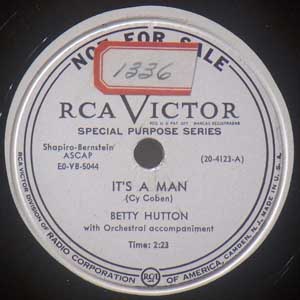 NOT FOR SALE
1336
RCA VICTOR
REG. U.S. PAT. OFF. MARCAS REGISTRADAS
SPECIAL PURPOSE SERIES
Shapiro-Bernstein
ASCAP
E0-VB-5044
(20-4123-A)
IT'S A MAN
(Cy Coben)
BETTY HUTTON
with Orchestral accompaniment
Time: 2:23
RCA VICTOR DIVISION OF RADIO CORPORATION OF AMERICA, CAMDEN, N.J. MADE IN U.S.A.
RCA